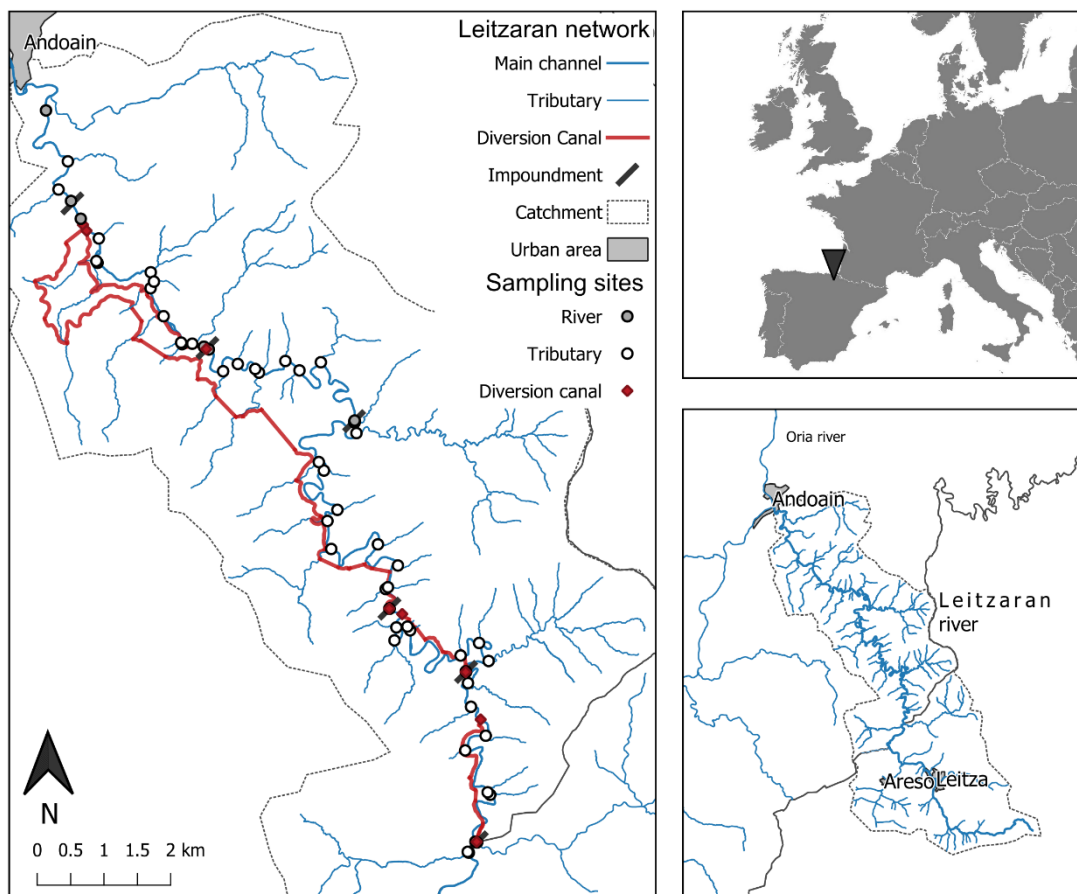 Andoain
Leitzaran network
Main channel
Tributary
Diversion Canal
Impoundment
Catchment
Urban area
Sampling sites
River
Tributary
Diversion canal
N
0 0.5 1 1.5 2 km
Oria river
Andoain
Leitzaran
river
Areso
Leitza